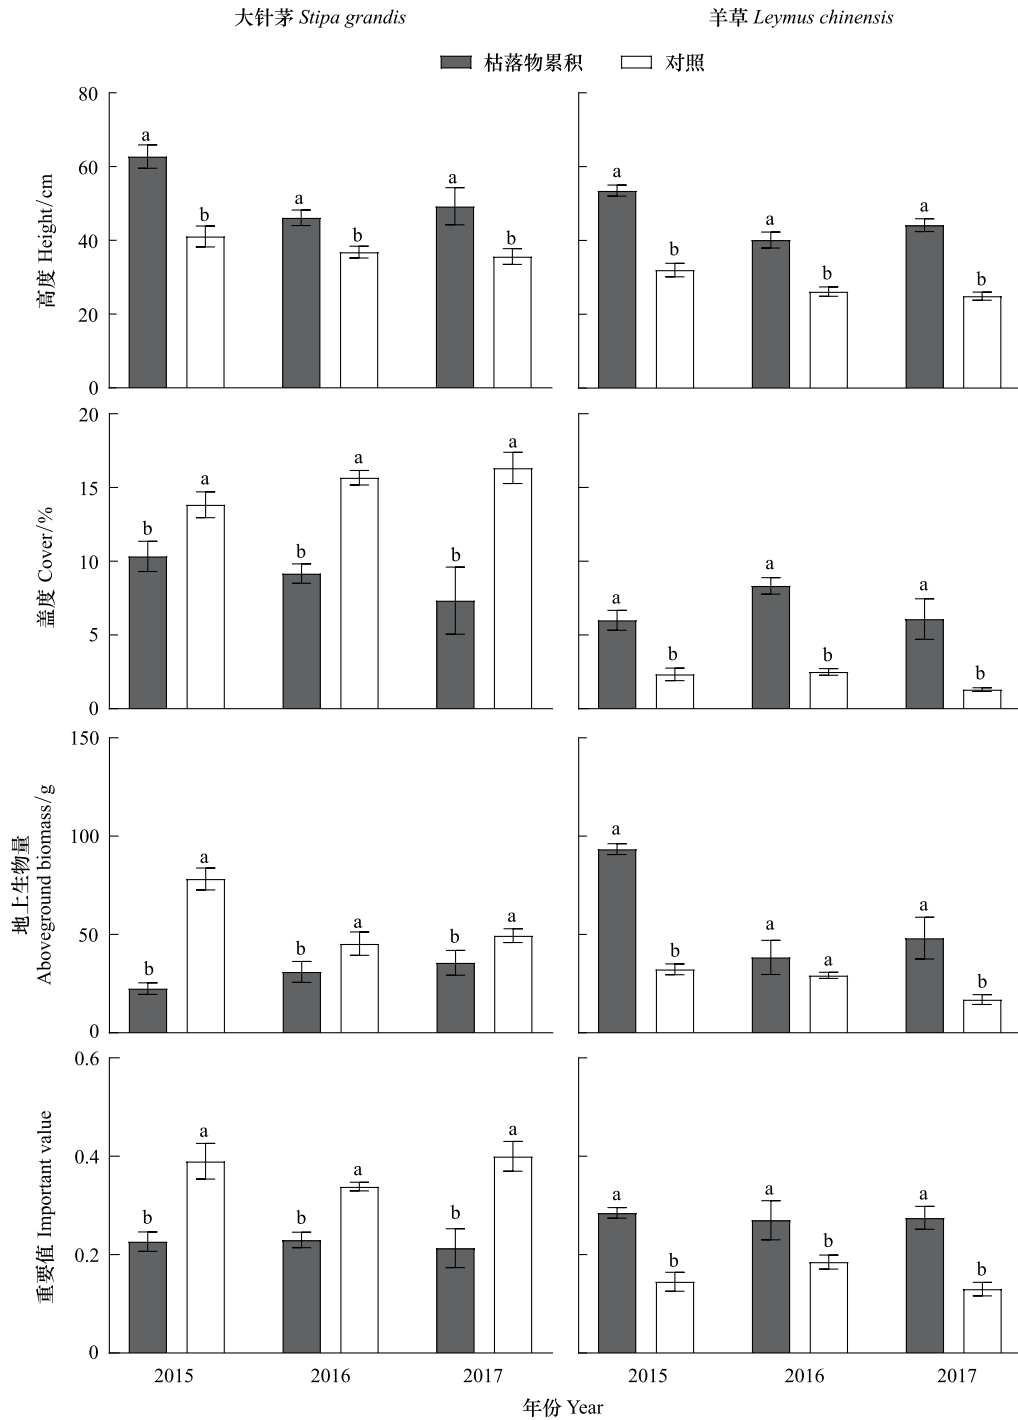 大针茅 Stipa grandis
羊草 Leymus chinensis
枯落物累积
对照
高度 Height/cm
80
60
40
20
0
a
b
a
b
a
b
a
b
a
b
a
b
盖度 Cover/%
20
15
10
5
0
b
a
b
a
b
a
a
b
a
b
a
b
地上生物量
Aboveground biomass/g
150
100
50
0
b
a
b
a
b
a
a
b
a
a
a
b
重要值 Important value
0.6
0.4
0.2
0
b
a
b
a
b
a
a
b
a
b
a
b
2015
2016
2017
2015
2016
2017
年份 Year